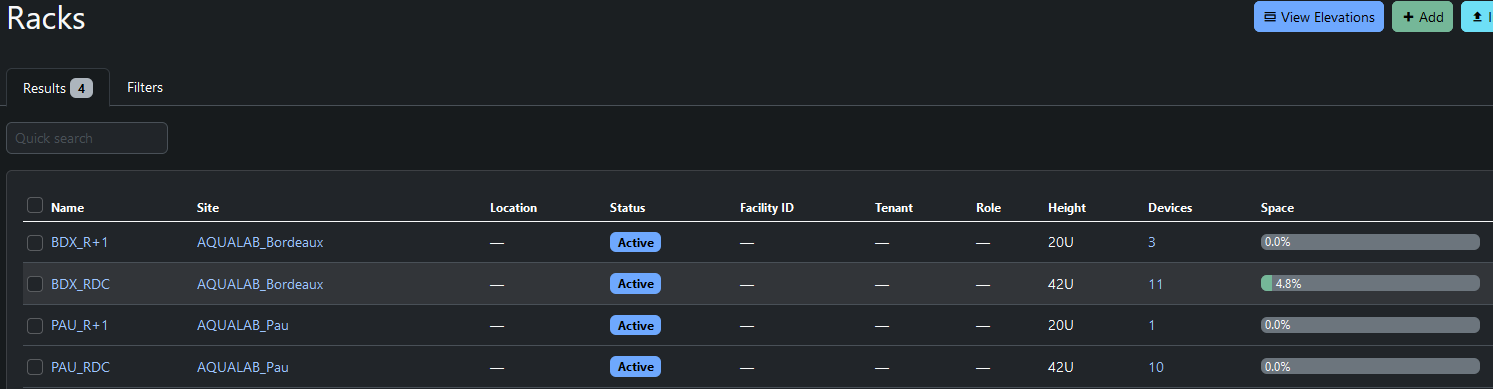 Racks
View Elevations
Add
Results 4
Filters
Quick search
Name Site Location Status Facility ID Tenant Role Height Devices Space
BDX_R+1 AQUALAB_Bordeaux — Active — — — 20U 3 0.0%
BDX_RDC AQUALAB_Bordeaux — Active — — — 42U 11 4.8%
PAU_R+1 AQUALAB_Pau — Active — — — 20U 1 0.0%
PAU_RDC AQUALAB_Pau — Active — — — 42U 10 0.0%